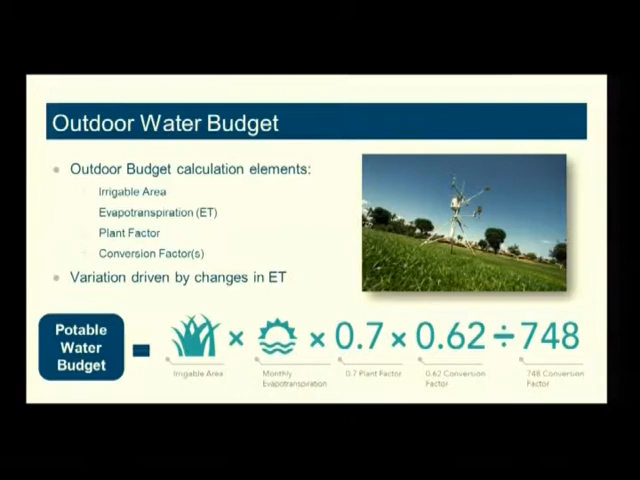 Outdoor Water Budget
Outdoor Budget calculation elements:
Irrigable Area
Evapotranspiration (ET)
Plant Factor
Conversion Factor(s)
Variation driven by changes in ET
Potable
Water
Budget
= × × 0.7 × 0.62 ÷ 748
Irrigable Area
Monthly
Evapotranspiration
0.7 Plant Factor
0.62 Conversion
Factor
748 Conversion
Factor